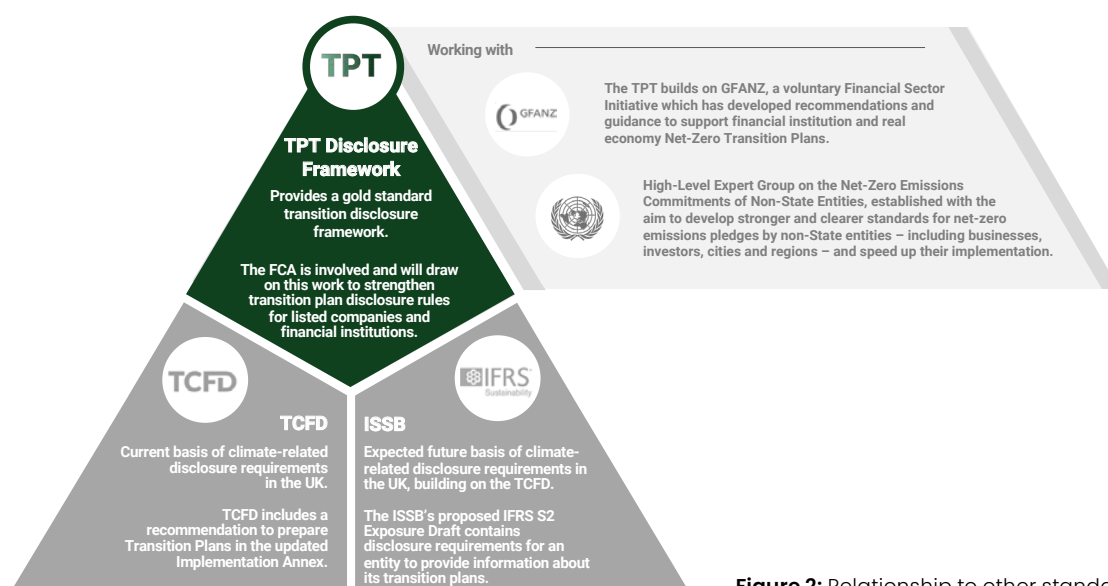 TPT
Working with
GFANZ
The TPT builds on GFANZ, a voluntary Financial Sector
Initiative which has developed recommendations and
guidance to support financial institution and real
economy Net-Zero Transition Plans.
High-Level Expert Group on the Net-Zero Emissions
Commitments of Non-State Entities, established with the
aim to develop stronger and clearer standards for net-zero
emissions pledges by non-State entities – including businesses,
investors, cities and regions – and speed up their implementation.
TPT Disclosure
Framework
Provides a gold standard
transition disclosure
framework.
The FCA is involved and will draw
on this work to strengthen
transition plan disclosure rules
for listed companies and
financial institutions.
TCFD
TCFD
Current basis of climate-related
disclosure requirements
in the UK.
TCFD includes a
recommendation to prepare
Transition Plans in the updated
Implementation Annex.
IFRS
Sustainability
ISSB
Expected future basis of climate-
related disclosure requirements in
the UK, building on the TCFD.
The ISSB's proposed IFRS S2
Exposure Draft contains
disclosure requirements for an
entity to provide information about
its transition plans.
Figure 2: Relationship to other